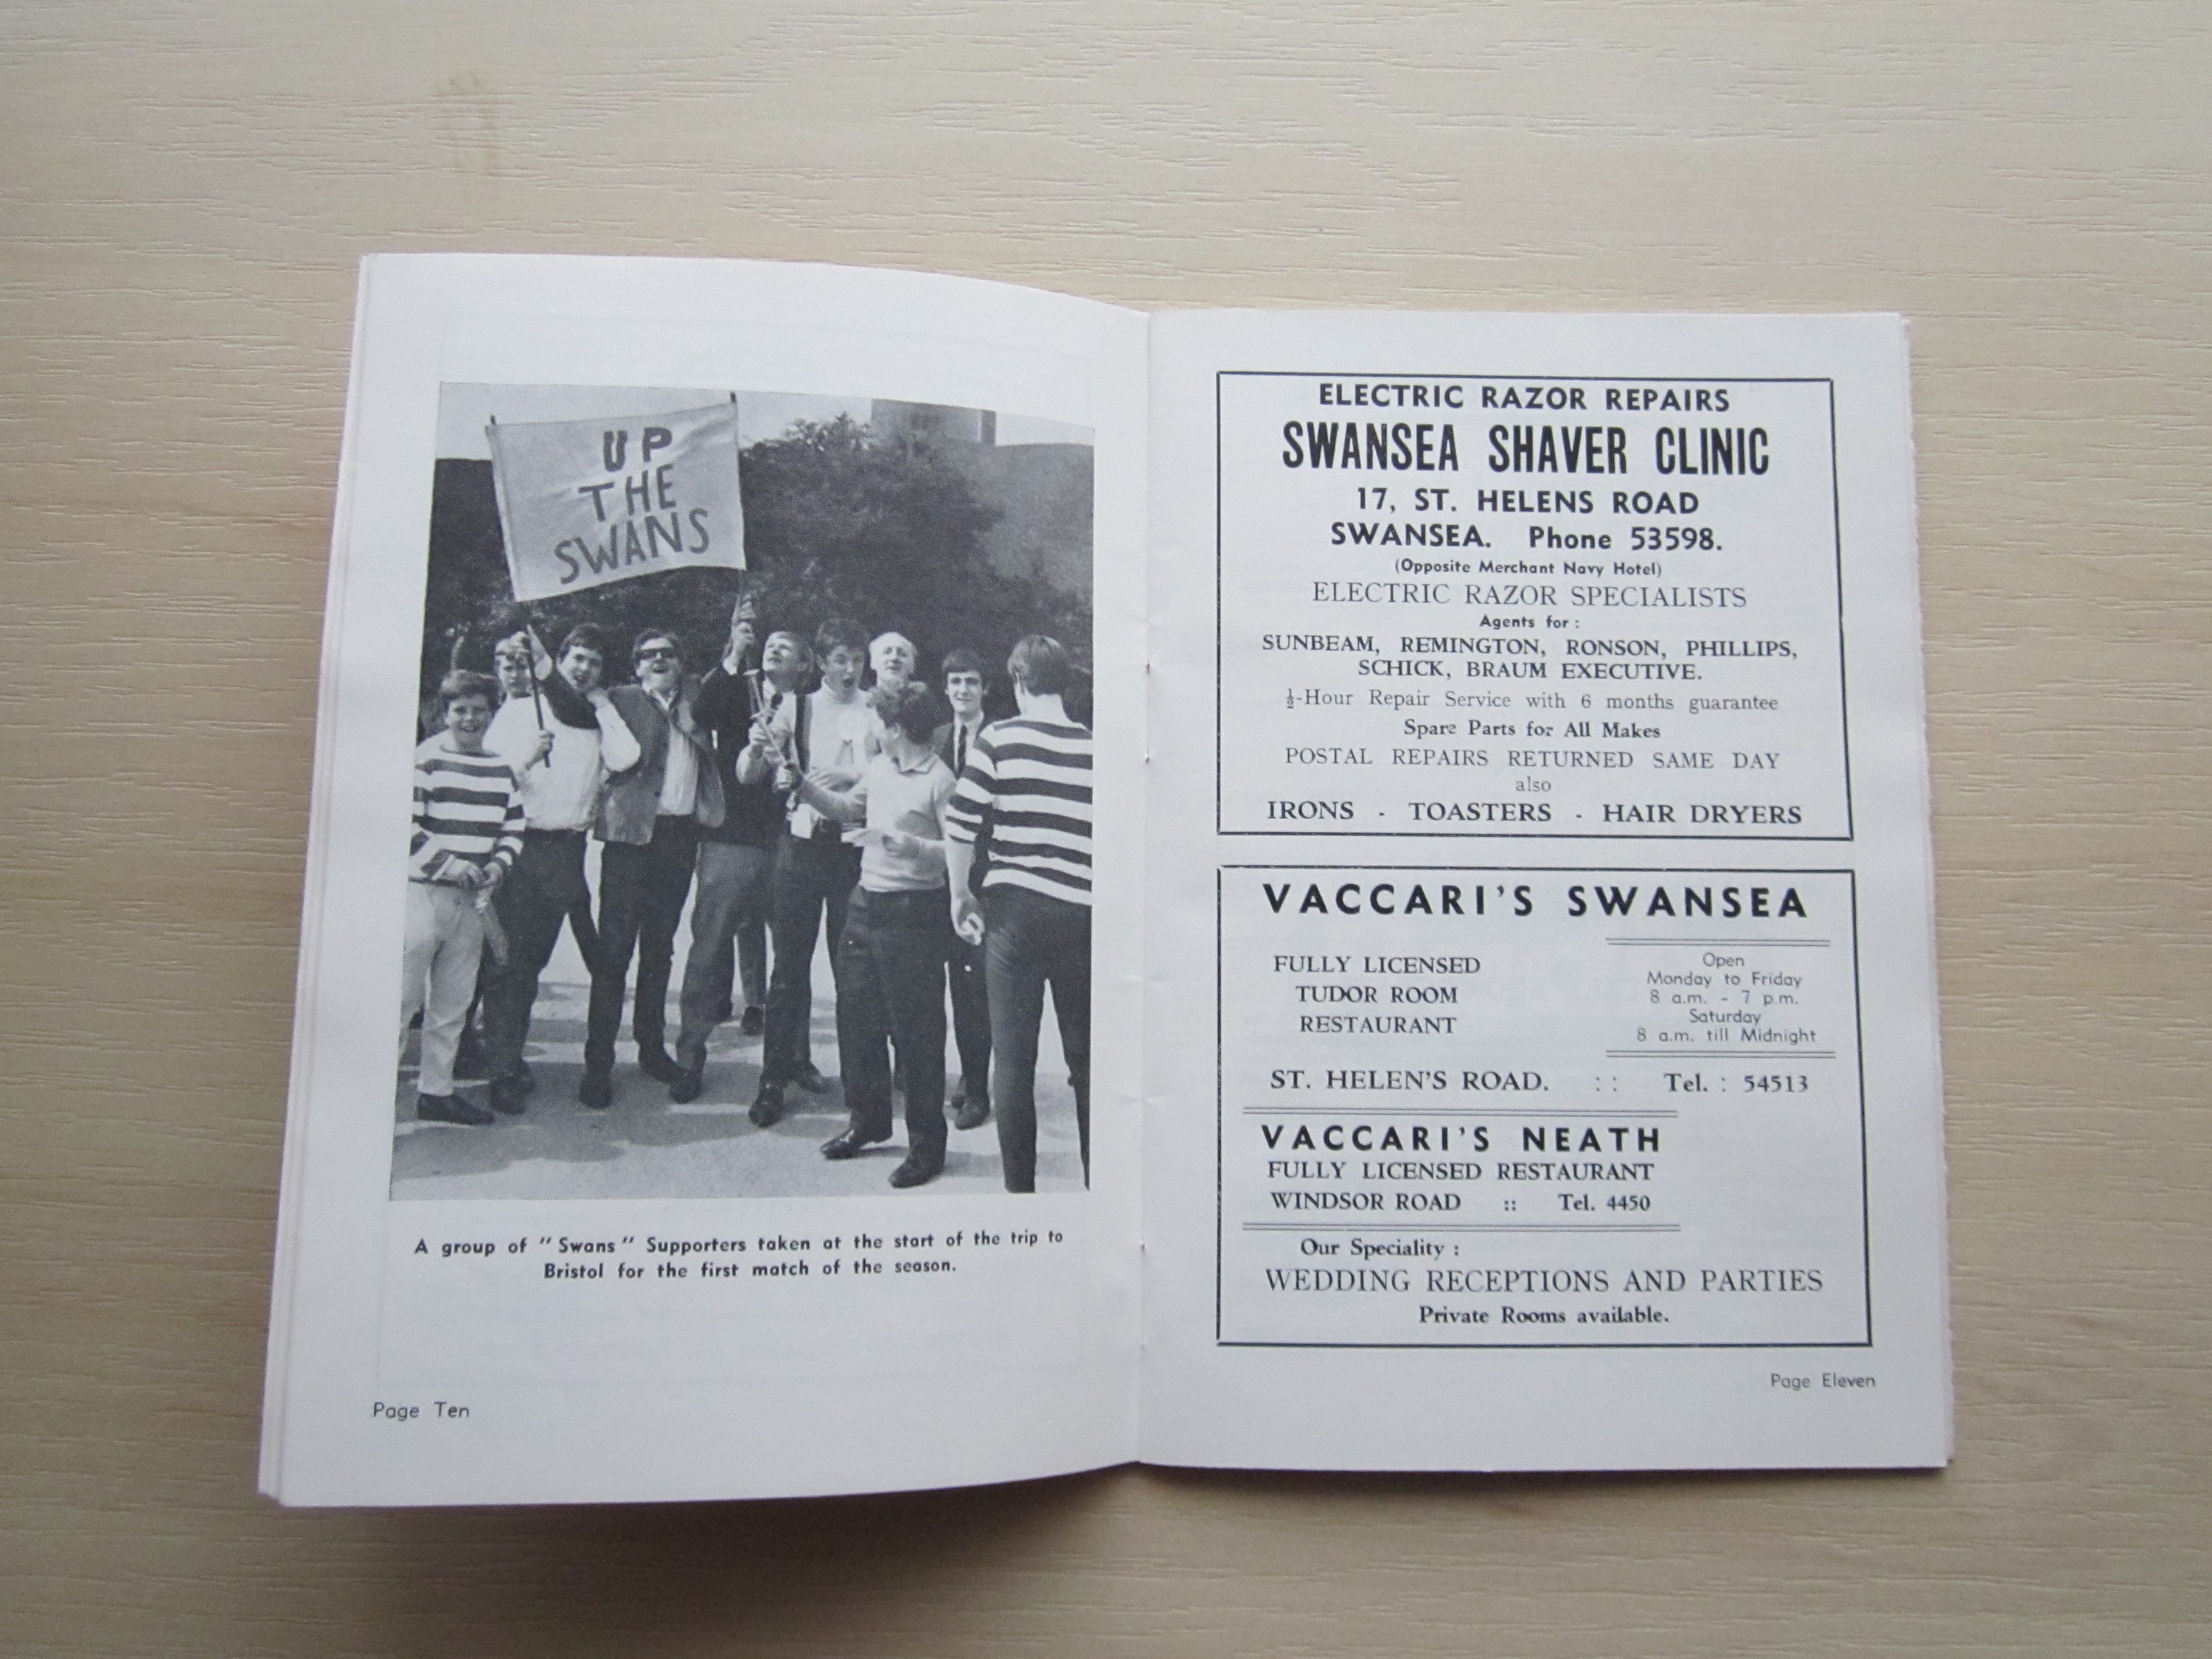 UP
THE
SWANS
A group of "Swans" Supporters taken at the start of the trip to
Bristol for the first match of the season.
Page Ten
ELECTRIC RAZOR REPAIRS
SWANSEA SHAVER CLINIC
17, ST. HELENS ROAD
SWANSEA. Phone 53598.
(Opposite Merchant Navy Hotel)
ELECTRIC RAZOR SPECIALISTS
Agents for :
SUNBEAM, REMINGTON, RONSON, PHILLIPS,
SCHICK, BRAUM EXECUTIVE.
½-Hour Repair Service with 6 months guarantee
Spare Parts for All Makes
POSTAL REPAIRS RETURNED SAME DAY
also
IRONS - TOASTERS - HAIR DRYERS
VACCARI'S SWANSEA
FULLY LICENSED
TUDOR ROOM
RESTAURANT
Open
Monday to Friday
8 a.m. - 7 p.m.
Saturday
8 a.m. till Midnight
ST. HELEN'S ROAD. :: Tel. : 54513
VACCARI'S NEATH
FULLY LICENSED RESTAURANT
WINDSOR ROAD :: Tel. 4450
Our Speciality :
WEDDING RECEPTIONS AND PARTIES
Private Rooms available.
Page Eleven